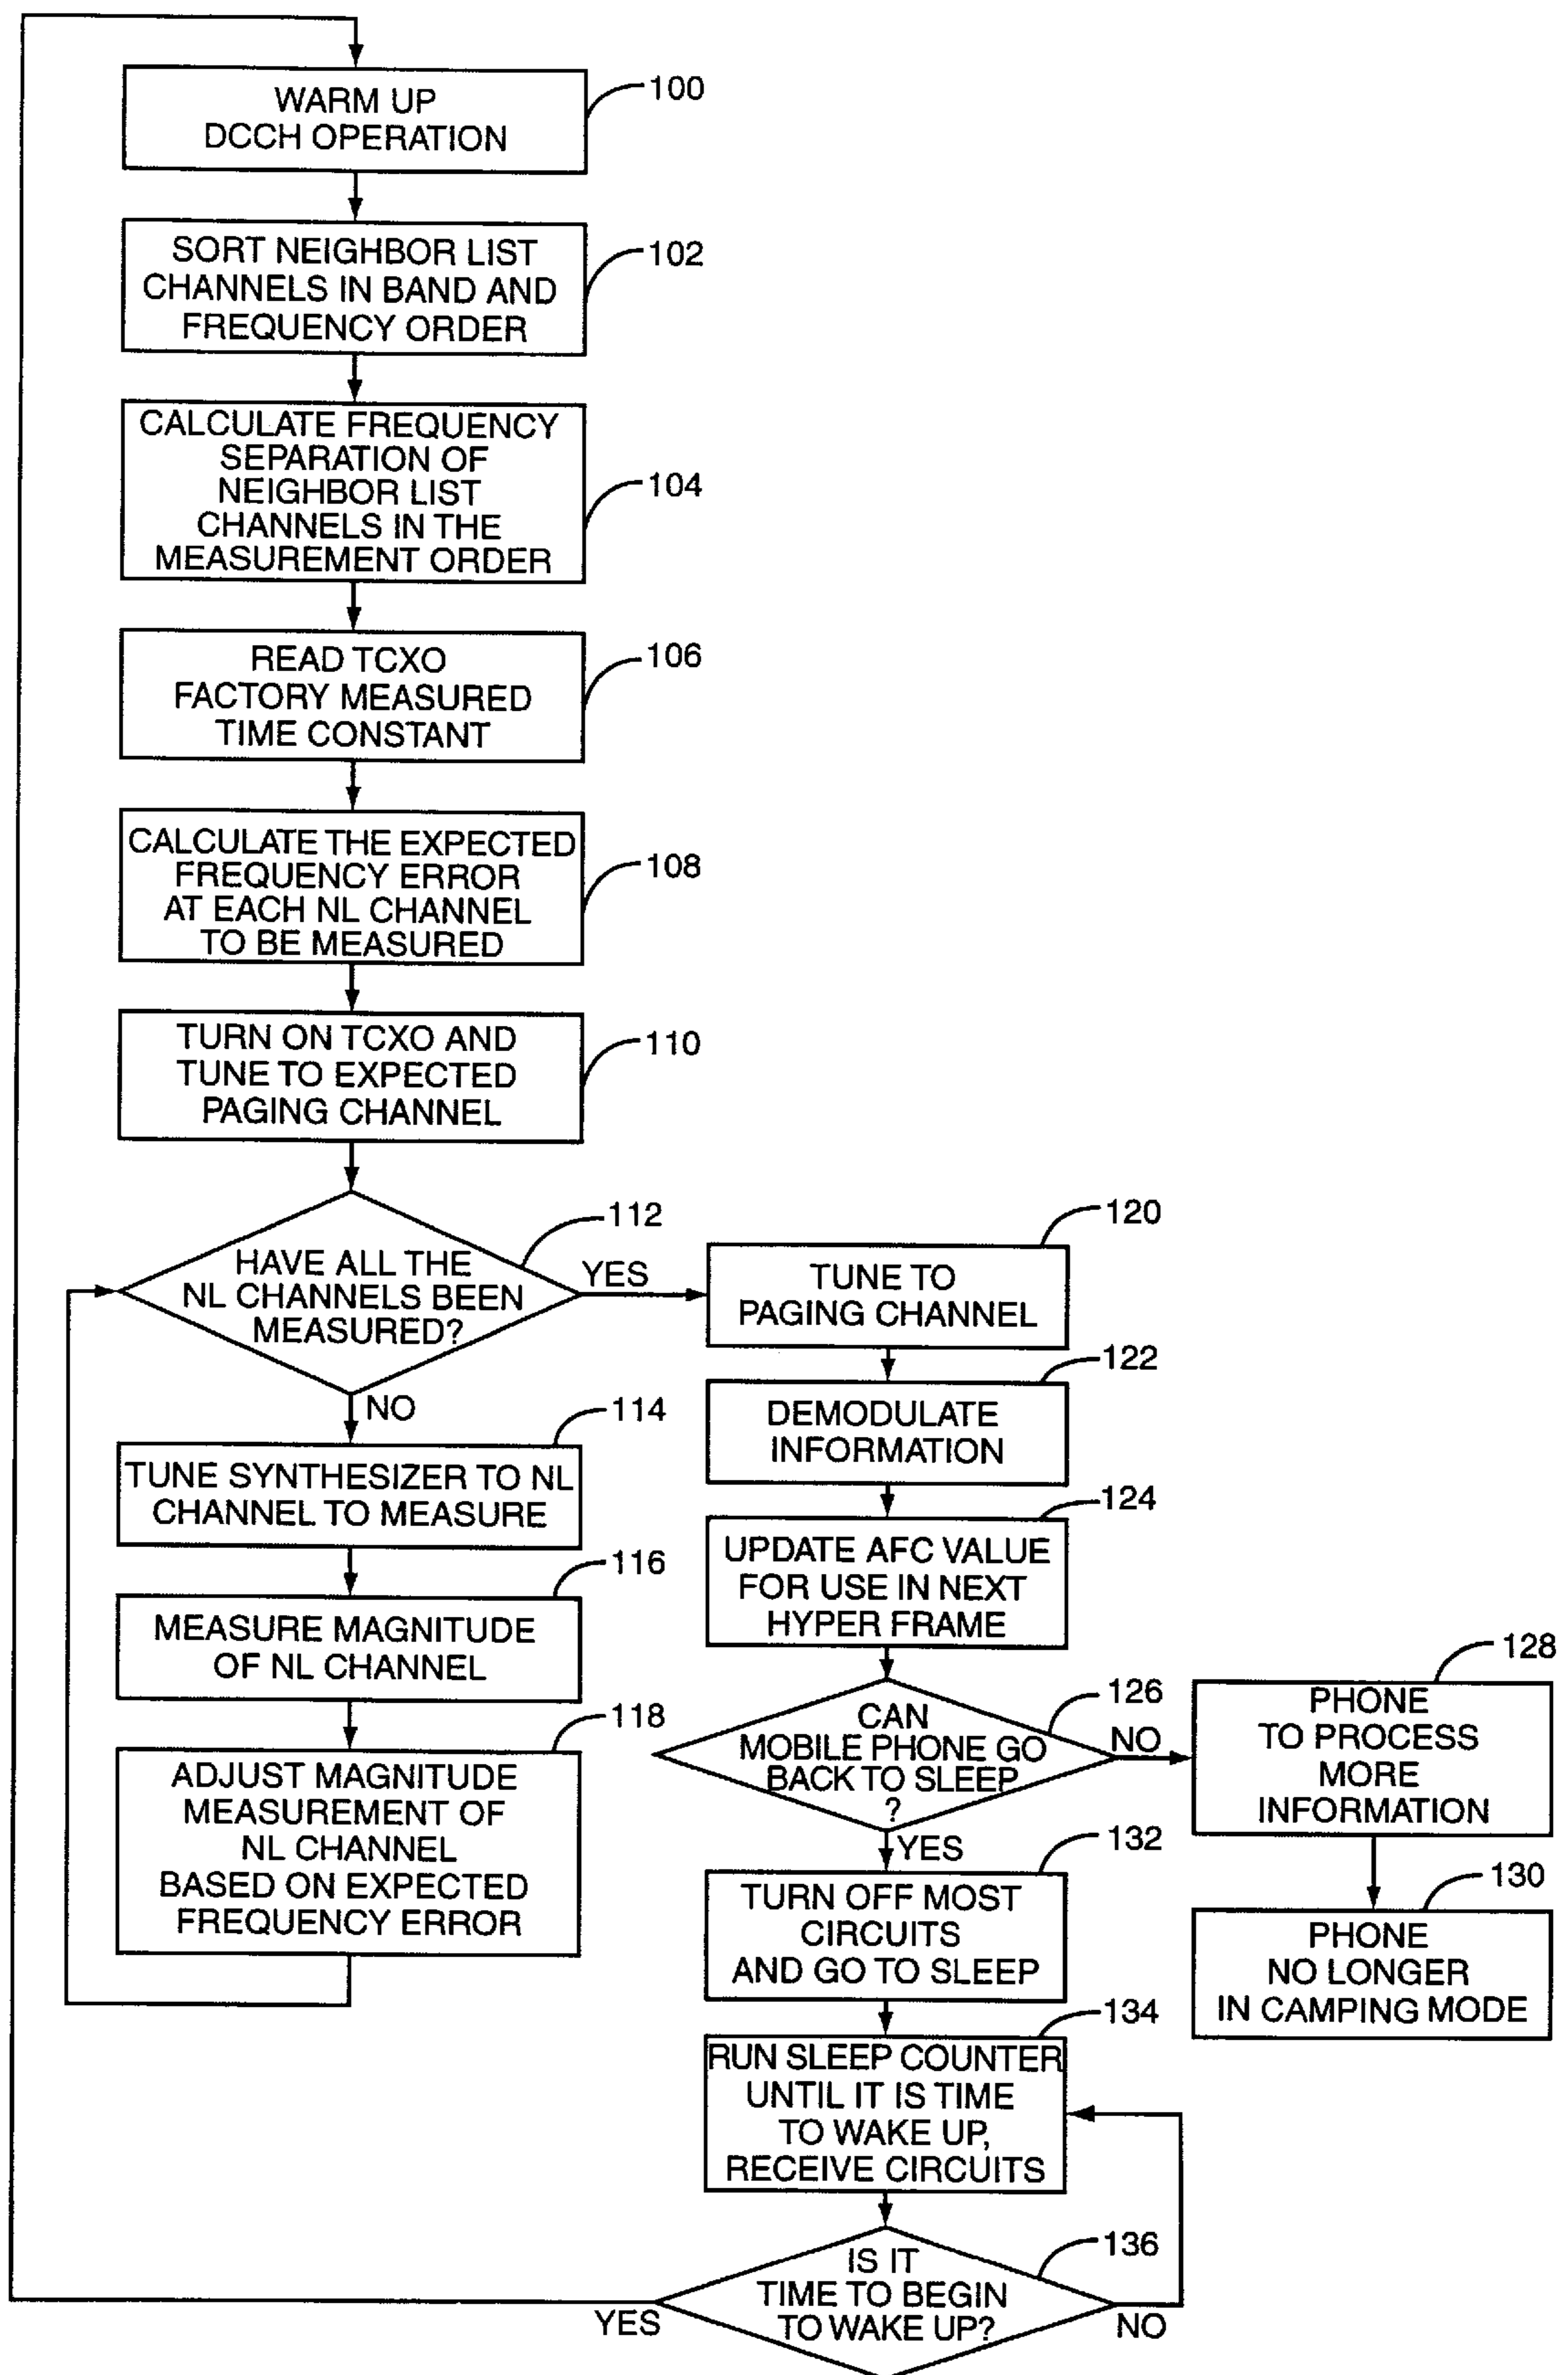 WARM UP
DCCH OPERATION
100
SORT NEIGHBOR LIST
CHANNELS IN BAND AND
FREQUENCY ORDER
102
CALCULATE FREQUENCY
SEPARATION OF
NEIGHBOR LIST
CHANNELS IN THE
MEASUREMENT ORDER
104
READ TCXO
FACTORY MEASURED
TIME CONSTANT
106
CALCULATE THE EXPECTED
FREQUENCY ERROR
AT EACH NL CHANNEL
TO BE MEASURED
108
TURN ON TCXO AND
TUNE TO EXPECTED
PAGING CHANNEL
110
HAVE ALL THE
NL CHANNELS BEEN
MEASURED?
112
YES
NO
TUNE SYNTHESIZER TO NL
CHANNEL TO MEASURE
114
MEASURE MAGNITUDE
OF NL CHANNEL
116
ADJUST MAGNITUDE
MEASUREMENT OF
NL CHANNEL
BASED ON EXPECTED
FREQUENCY ERROR
118
TUNE TO
PAGING CHANNEL
120
DEMODULATE
INFORMATION
122
UPDATE AFC VALUE
FOR USE IN NEXT
HYPER FRAME
124
CAN
MOBILE PHONE GO
BACK TO SLEEP
?
126
NO
YES
PHONE
TO PROCESS
MORE
INFORMATION
128
PHONE
NO LONGER
IN CAMPING MODE
130
TURN OFF MOST
CIRCUITS
AND GO TO SLEEP
132
RUN SLEEP COUNTER
UNTIL IT IS TIME
TO WAKE UP,
RECEIVE CIRCUITS
134
IS IT
TIME TO BEGIN
TO WAKE UP?
136
YES
NO